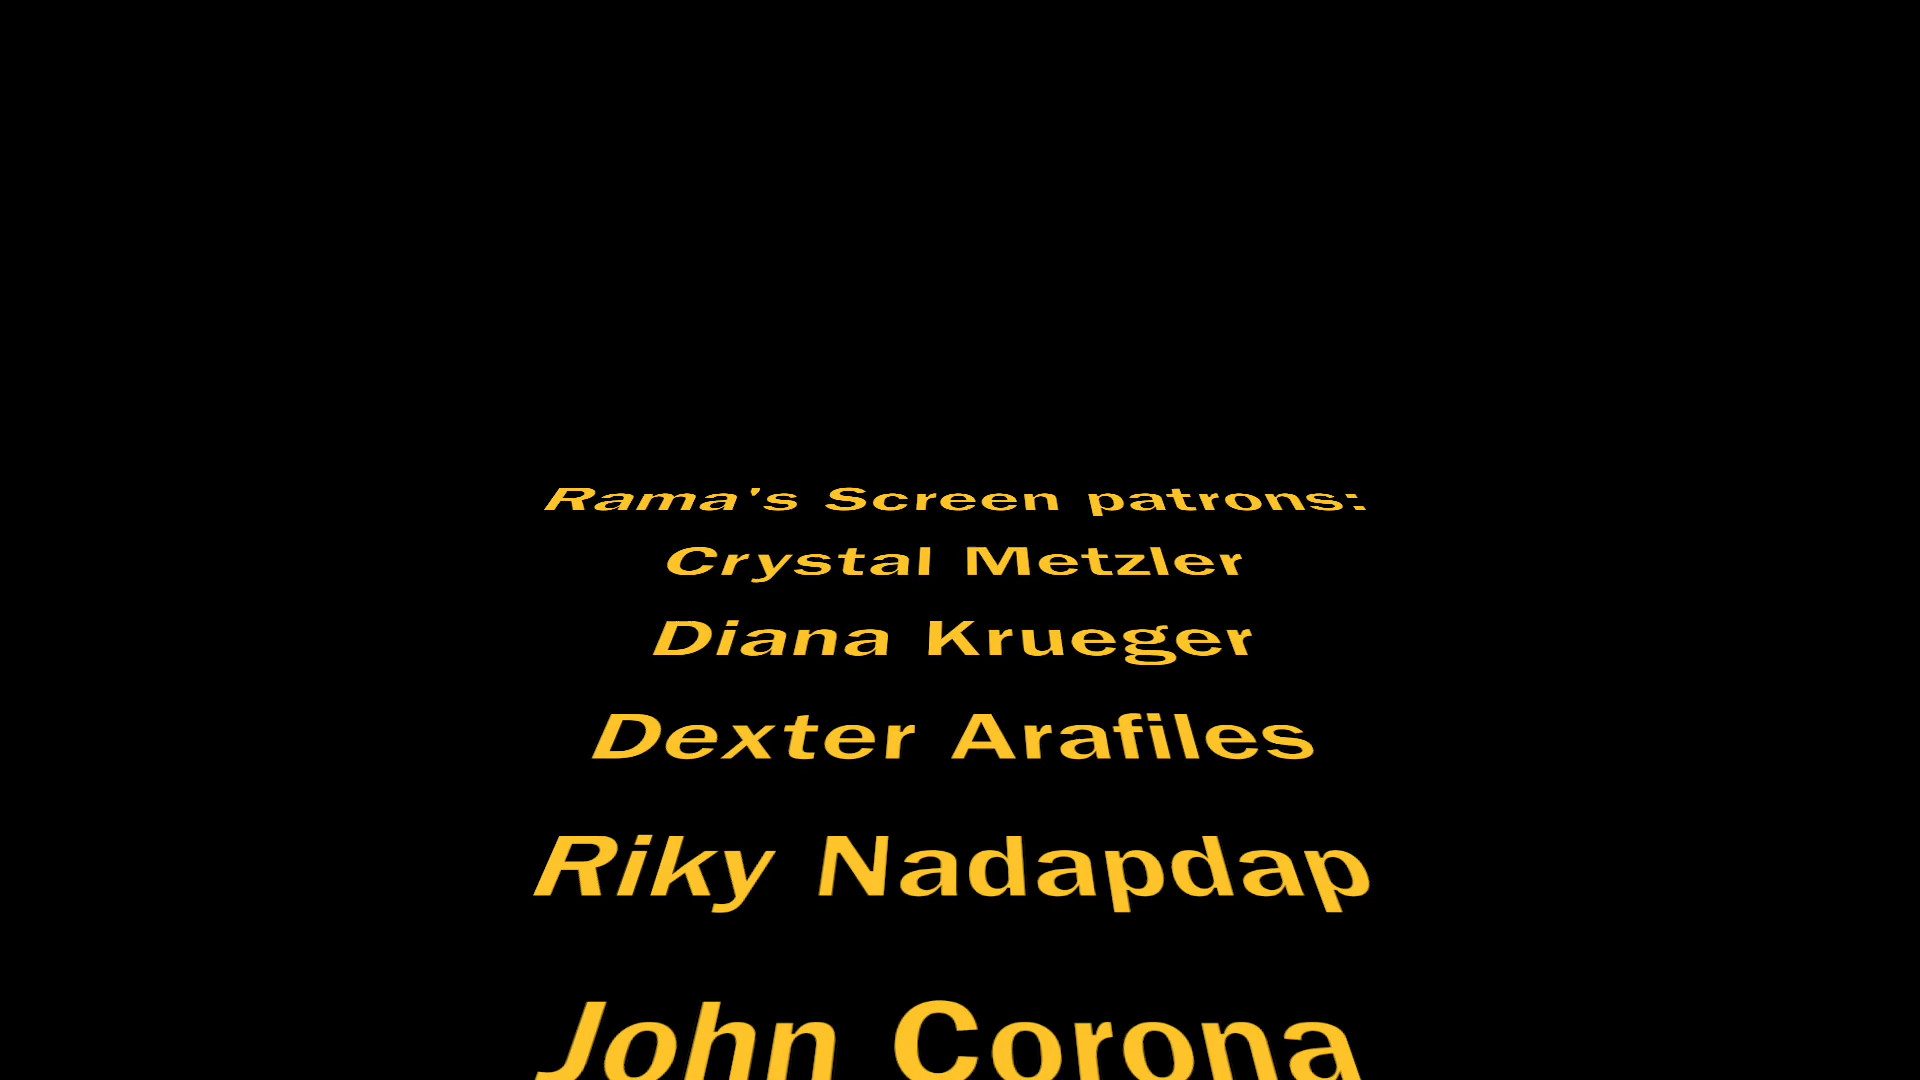 Rama's Screen patrons:
Crystal Metzler
Diana Krueger
Dexter Arafiles
Riky Nadapdap
John Corona